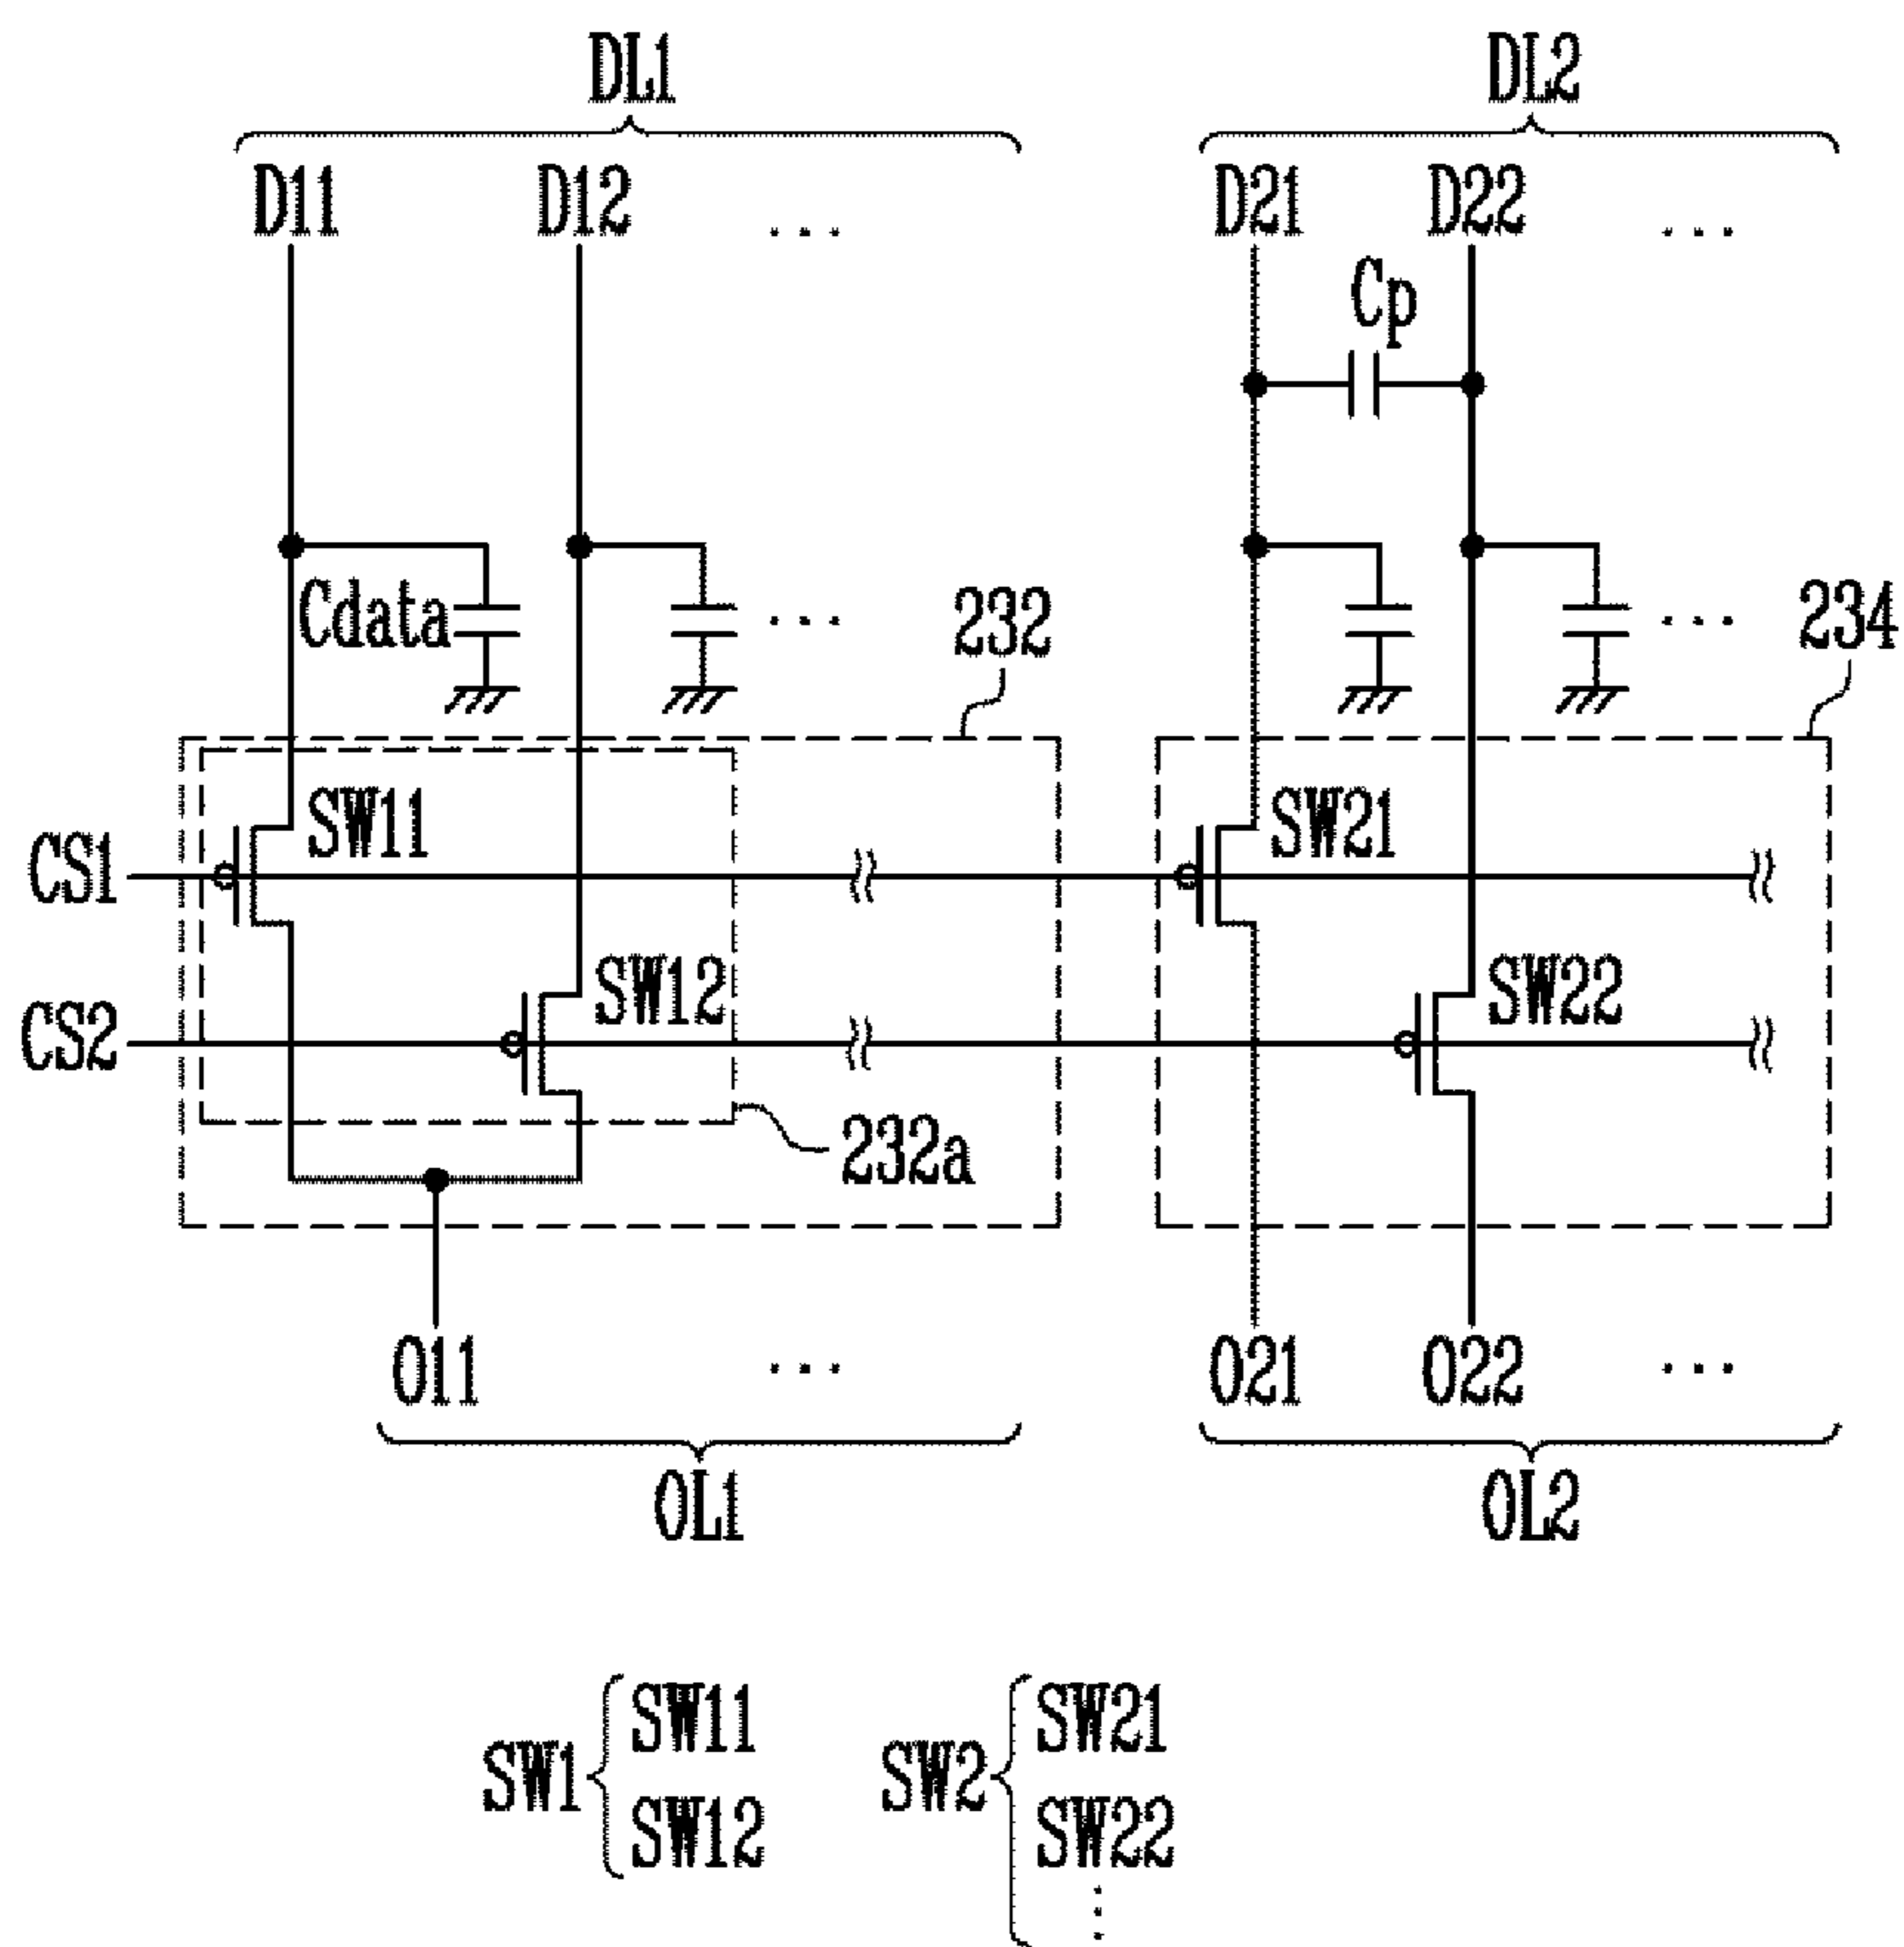 DL1 DL2
D11 D12 ... D21 D22 ...
Cp
Cdata ... 232 ... 234
SW11 SW21
CS1
SW12 SW22
CS2
232a
O11 ... O21 O22 ...
OL1 OL2
SW1 SW11 SW12
SW2 SW21 SW22 ...